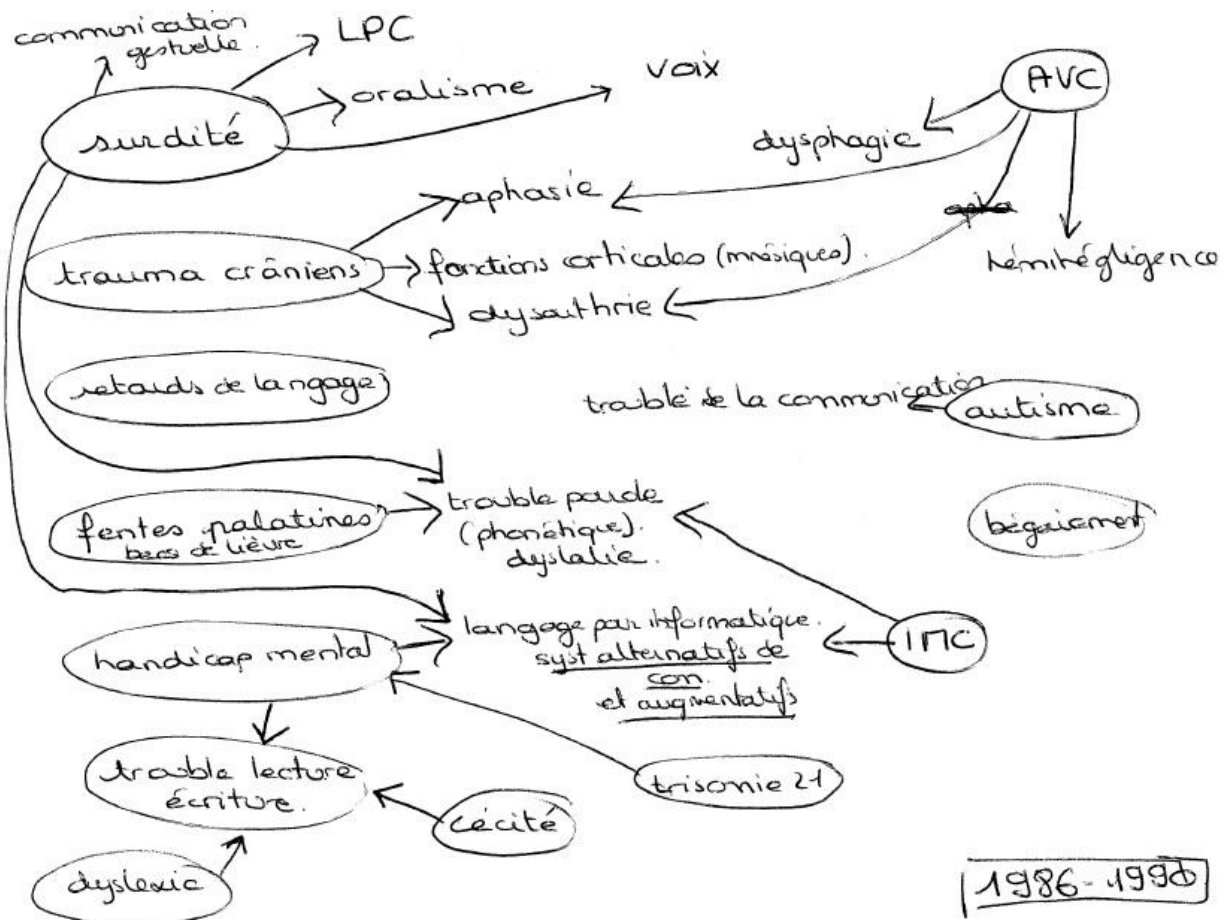 communication
gestuelle.
LPC
oralisme
voix
AVC
surdité
dysphagie
aphasie
trauma crâniens
fonctions corticales (mnésiques).
héminégligence
dysarthrie
retards de langage
trouble de la communication
autisme
fentes palatines
becs de lièvre
trouble parole
(phonétique).
dyslalie.
bégaiement
handicap mental
langage par informatique.
syst alternatifs de
com.
et augmentatifs
IMC
trouble lecture
écriture.
trisomie 21
cécité
dyslexie